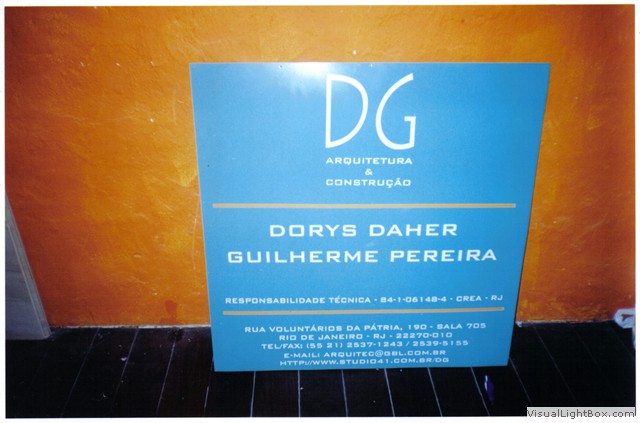 DG
ARQUITETURA
&
CONSTRUÇÃO
DORYS DAHER
GUILHERME PEREIRA
RESPONSABILIDADE TÉCNICA - 84-1-06148-4 - CREA - RJ
RUA VOLUNTÁRIOS DA PÁTRIA, 190 - SALA 705
RIO DE JANEIRO - RJ - 22270-010
TEL/FAX: (55 21) 2537-1243 / 2539-5155
E-MAIL: ARQUITEC@GBL.COM.BR
HTTP://WWW.STUDIO41.COM.BR/DG
VisualLightBox.com